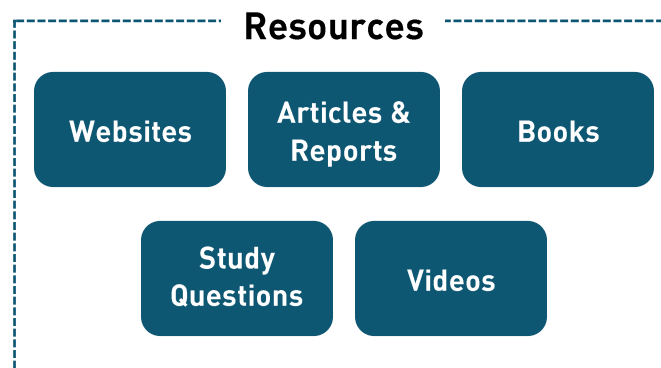 Resources
Websites
Articles &
Reports
Books
Study
Questions
Videos